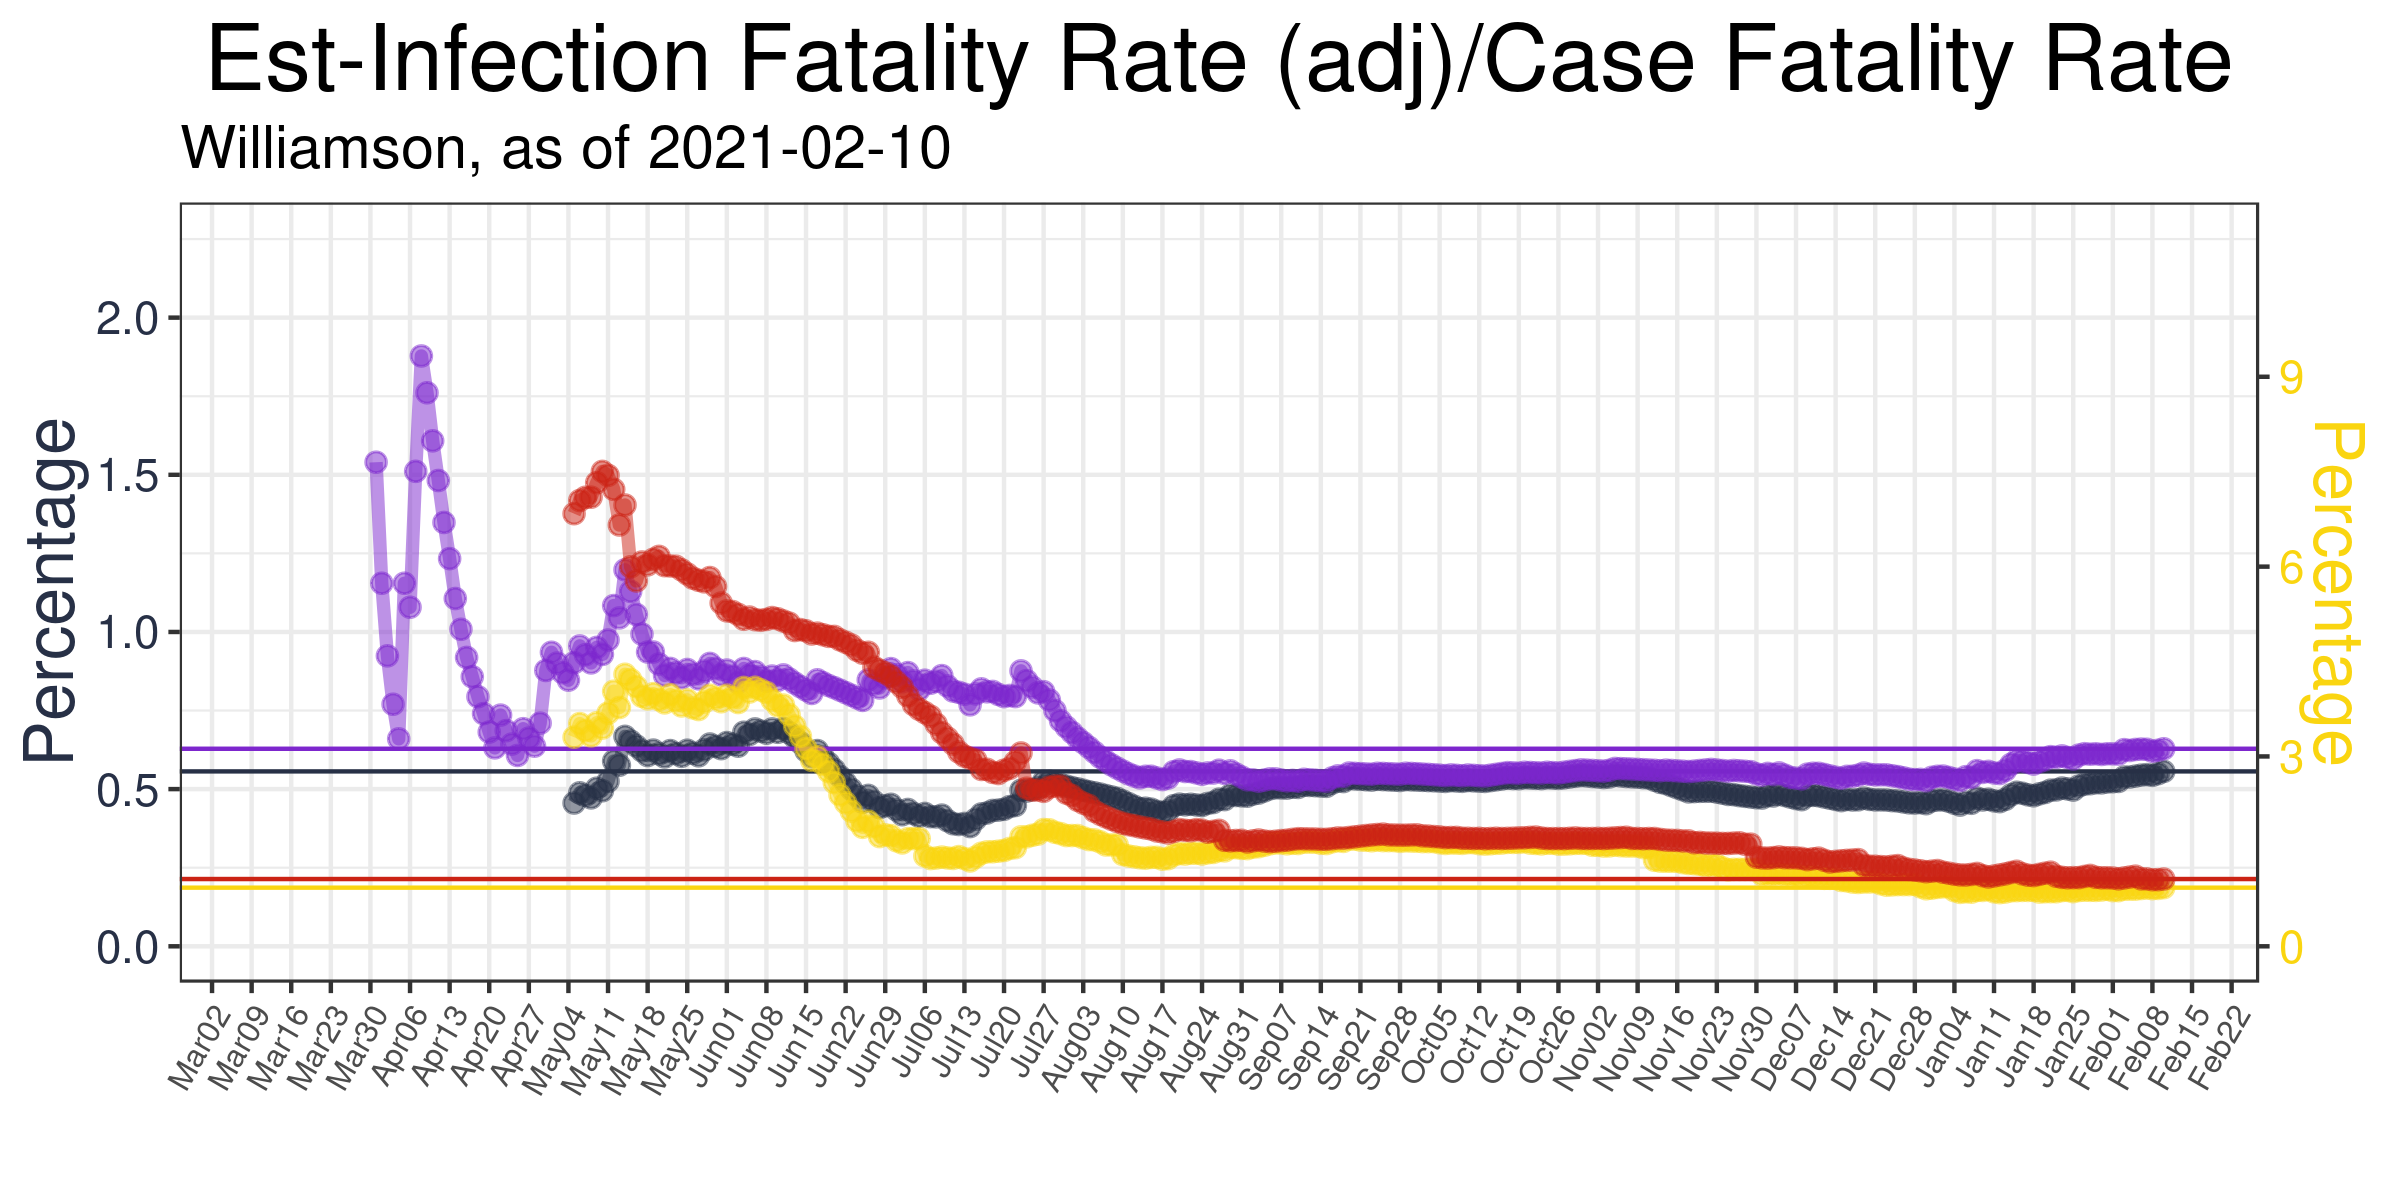 Est-Infection Fatality Rate (adj)/Case Fatality Rate
Williamson, as of 2021-02-10
Percentage
2.0
1.5
1.0
0.5
0.0
9
6
3
0
Percentage
Mar02 Mar09 Mar16 Mar23 Mar30 Apr06 Apr13 Apr20 Apr27 May04 May11 May18 May25 Jun01 Jun08 Jun15 Jun22 Jun29 Jul06 Jul13 Jul20 Jul27 Aug03 Aug10 Aug17 Aug24 Aug31 Sep07 Sep14 Sep21 Sep28 Oct05 Oct12 Oct19 Oct26 Nov02 Nov09 Nov16 Nov23 Nov30 Dec07 Dec14 Dec21 Dec28 Jan04 Jan11 Jan18 Jan25 Feb01 Feb08 Feb15 Feb22